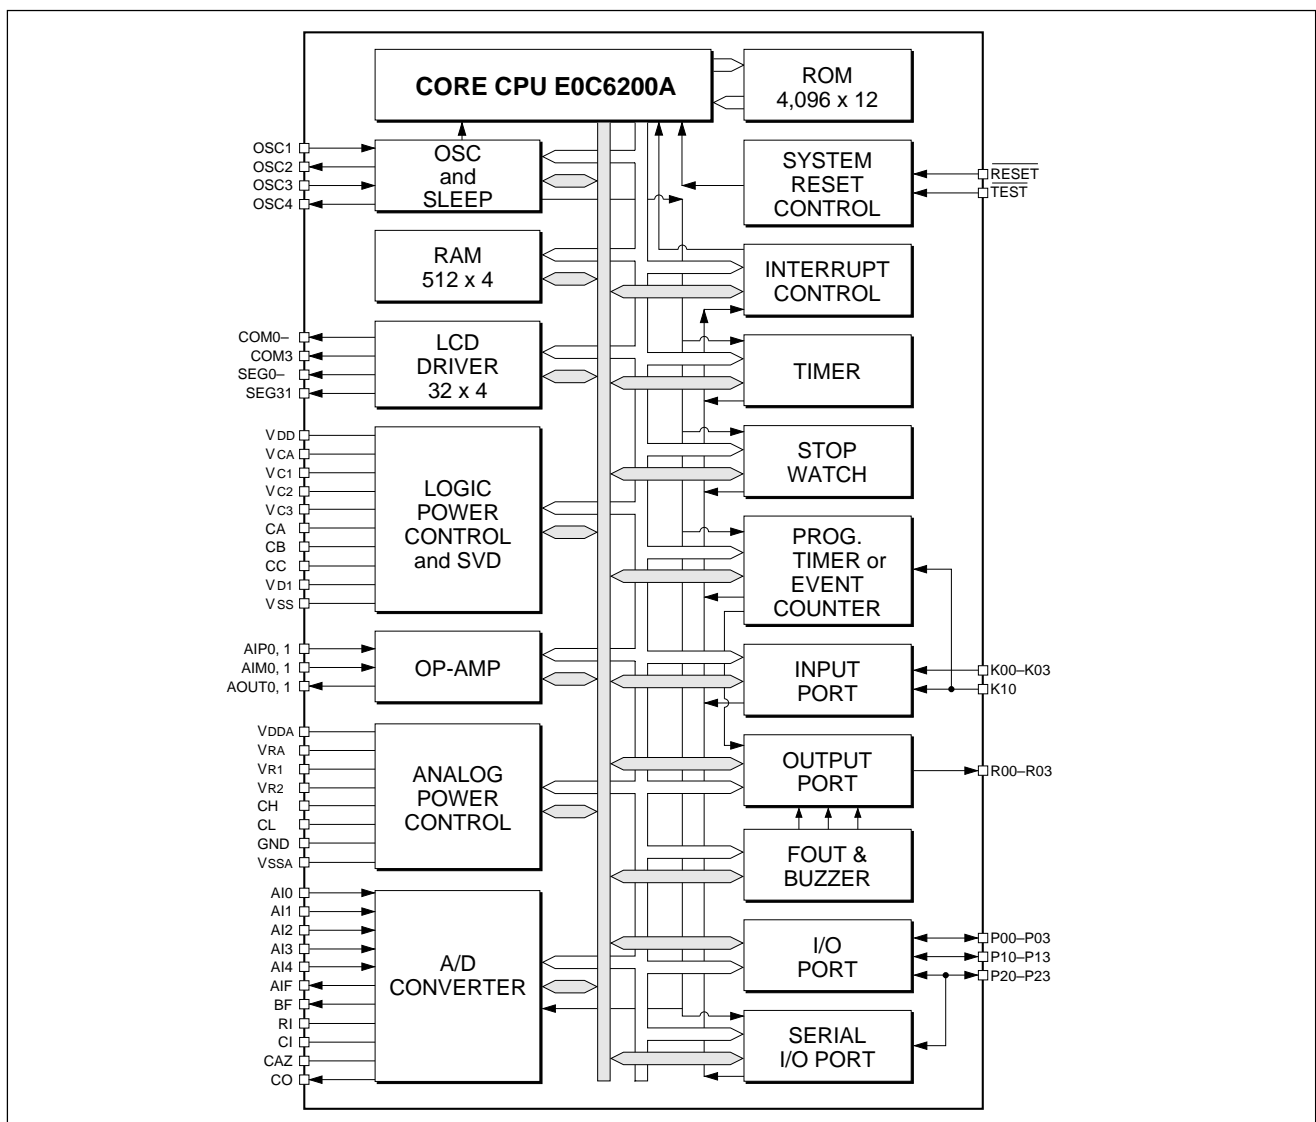 CORE CPU E0C6200A
ROM
4,096 x 12
OSC1
OSC2
OSC3
OSC4
OSC
and
SLEEP
SYSTEM
RESET
CONTROL
RESET
TEST
RAM
512 x 4
INTERRUPT
CONTROL
COM0–
COM3
SEG0–
SEG31
LCD
DRIVER
32 x 4
TIMER
VDD
VCA
VC1
VC2
VC3
CA
CB
CC
VD1
VSS
LOGIC
POWER
CONTROL
and SVD
STOP
WATCH
PROG.
TIMER or
EVENT
COUNTER
AIP0, 1
AIM0, 1
AOUT0, 1
OP-AMP
INPUT
PORT
K00–K03
K10
VDDA
VRA
VR1
VR2
CH
CL
GND
VSSA
ANALOG
POWER
CONTROL
OUTPUT
PORT
R00–R03
FOUT &
BUZZER
AI0
AI1
AI2
AI3
AI4
AIF
BF
RI
CI
CAZ
CO
A/D
CONVERTER
I/O
PORT
P00–P03
P10–P13
P20–P23
SERIAL
I/O PORT